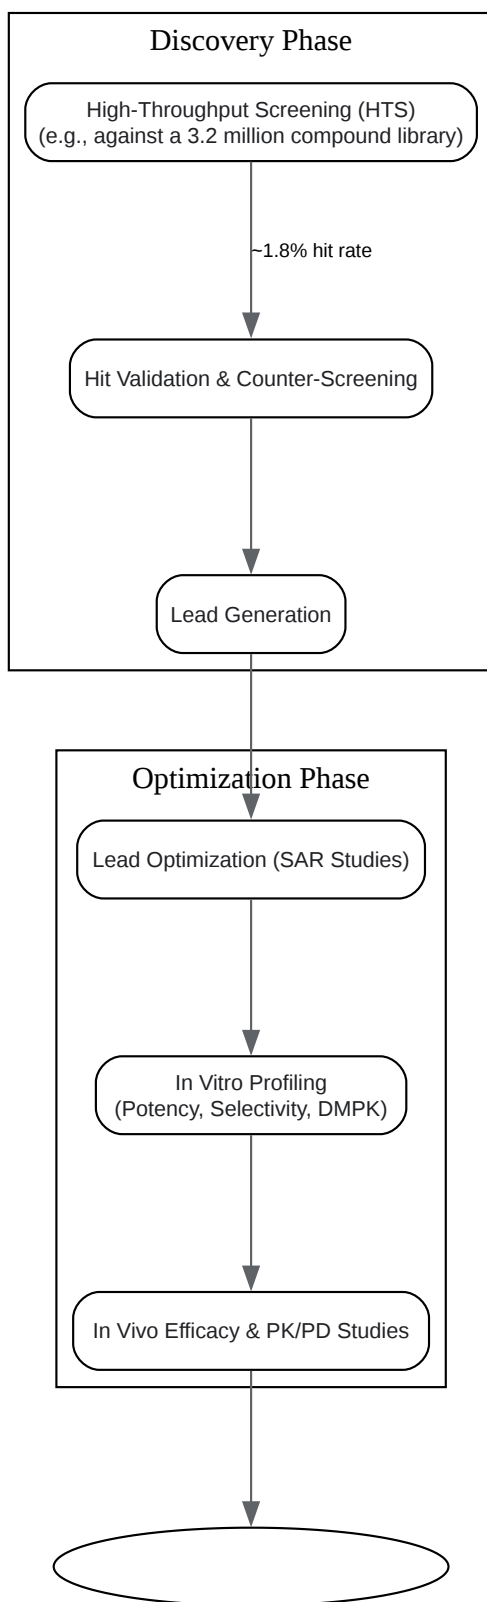 Discovery Phase
High-Throughput Screening (HTS)
(e.g., against a 3.2 million compound library)
~1.8% hit rate
Hit Validation & Counter-Screening
Lead Generation
Optimization Phase
Lead Optimization (SAR Studies)
In Vitro Profiling
(Potency, Selectivity, DMPK)
In Vivo Efficacy & PK/PD Studies